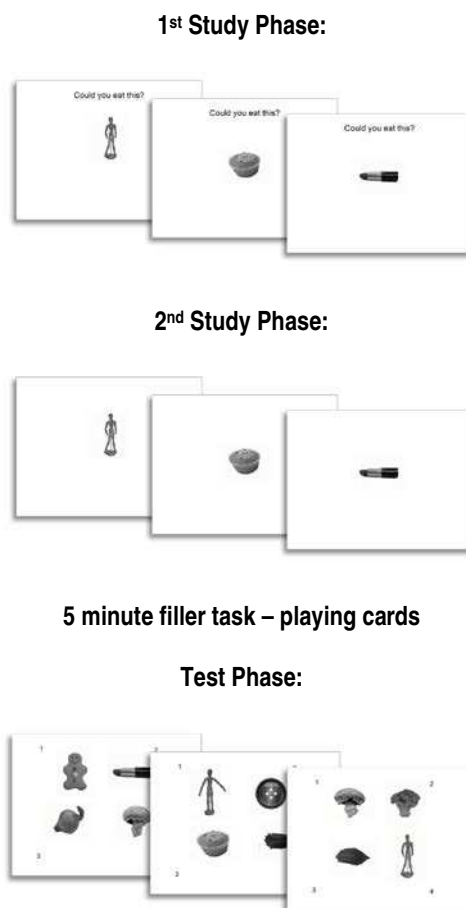 1st Study Phase:
Could you eat this?
Could you eat this?
Could you eat this?
2nd Study Phase:
5 minute filler task – playing cards
Test Phase:
1
3
1
3
1 2
3 4